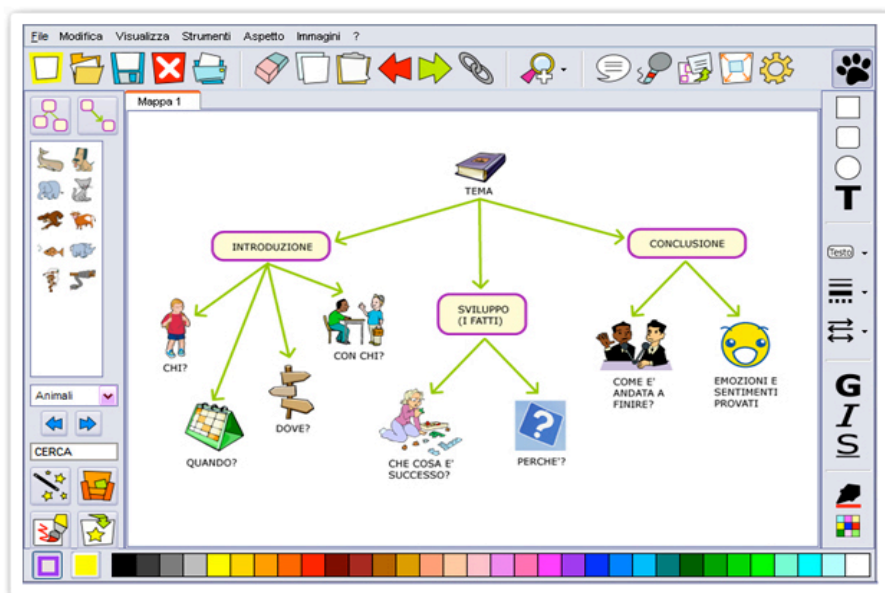 File Modifica Visualizza Strumenti Aspetto Immagini ?
Mappa 1
TEMA
INTRODUZIONE
CONCLUSIONE
SVILUPPO
(I FATTI)
CHI?
CON CHI?
DOVE?
QUANDO?
CHE COSA E'
SUCCESSO?
PERCHE'?
COME E'
ANDATA A
FINIRE?
EMOZIONI E
SENTIMENTI
PROVATI
Animali
CERCA
T
Testo
G
I
S